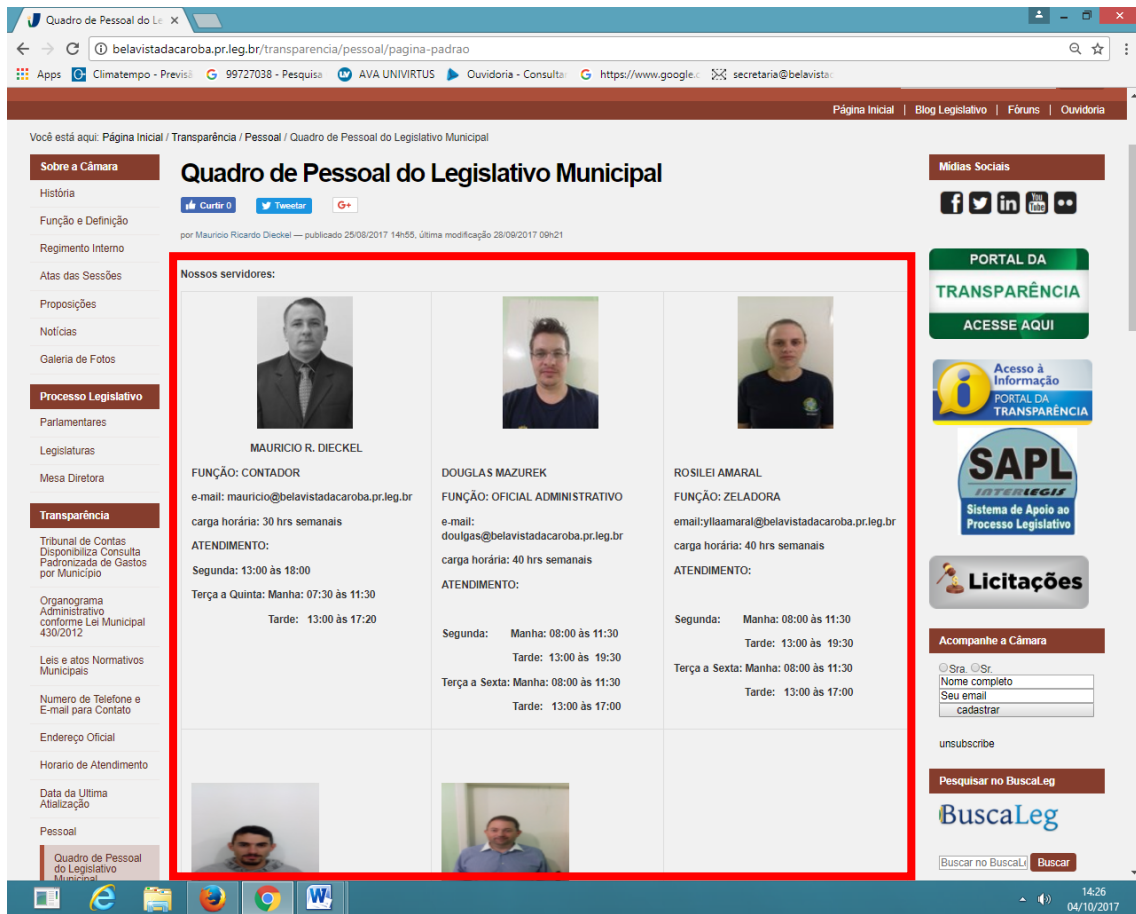 Quadro de Pessoal do Le
belavistadacaroba.pr.leg.br/transparencia/pessoal/pagina-padrao
Apps Climatempo - Previsã 99727038 - Pesquisa AVA UNIVIRTUS Ouvidoria - Consulta https://www.google.c secretaria@belavistac
Página Inicial | Blog Legislativo | Fóruns | Ouvidoria
Você está aqui: Página Inicial / Transparência / Pessoal / Quadro de Pessoal do Legislativo Municipal
Sobre a Câmara
História
Função e Definição
Regimento Interno
Atas das Sessões
Proposições
Notícias
Galeria de Fotos
Processo Legislativo
Parlamentares
Legislaturas
Mesa Diretora
Transparência
Tribunal de Contas
Disponibiliza Consulta
Padronizada de Gastos
por Município
Organograma
Administrativo
conforme Lei Municipal
430/2012
Leis e atos Normativos
Municipais
Numero de Telefone e
E-mail para Contato
Endereço Oficial
Horario de Atendimento
Data da Ultima
Atialização
Pessoal
Quadro de Pessoal
do Legislativo
Municipal
Quadro de Pessoal do Legislativo Municipal
Curtir 0 Tweetar G+
por Mauricio Ricardo Dieckel — publicado 25/08/2017 14h55, última modificação 28/09/2017 09h21
Nossos servidores:
MAURICIO R. DIECKEL
FUNÇÃO: CONTADOR
e-mail: mauricio@belavistadacaroba.pr.leg.br
carga horária: 30 hrs semanais
ATENDIMENTO:
Segunda: 13:00 às 18:00
Terça a Quinta: Manha: 07:30 às 11:30
Tarde: 13:00 às 17:20
DOUGLAS MAZUREK
FUNÇÃO: OFICIAL ADMINISTRATIVO
e-mail:
doulgas@belavistadacaroba.pr.leg.br
carga horária: 40 hrs semanais
ATENDIMENTO:
Segunda: Manha: 08:00 às 11:30
Tarde: 13:00 às 19:30
Terça a Sexta: Manha: 08:00 às 11:30
Tarde: 13:00 às 17:00
ROSILEI AMARAL
FUNÇÃO: ZELADORA
email:yllaamaral@belavistadacaroba.pr.leg.br
carga horária: 40 hrs semanais
ATENDIMENTO:
Segunda: Manha: 08:00 às 11:30
Tarde: 13:00 às 19:30
Terça a Sexta: Manha: 08:00 às 11:30
Tarde: 13:00 às 17:00
Mídias Sociais
f in You Tube
PORTAL DA
TRANSPARÊNCIA
ACESSE AQUI
Acesso à
Informação
PORTAL DA
TRANSPARÊNCIA
SAPL
INTERLEGIS
Sistema de Apoio ao
Processo Legislativo
Licitações
Acompanhe a Câmara
Sra. Sr.
Nome completo
Seu email
cadastrar
unsubscribe
Pesquisar no BuscaLeg
BuscaLeg
Buscar no BuscaL Buscar
14:26
04/10/2017